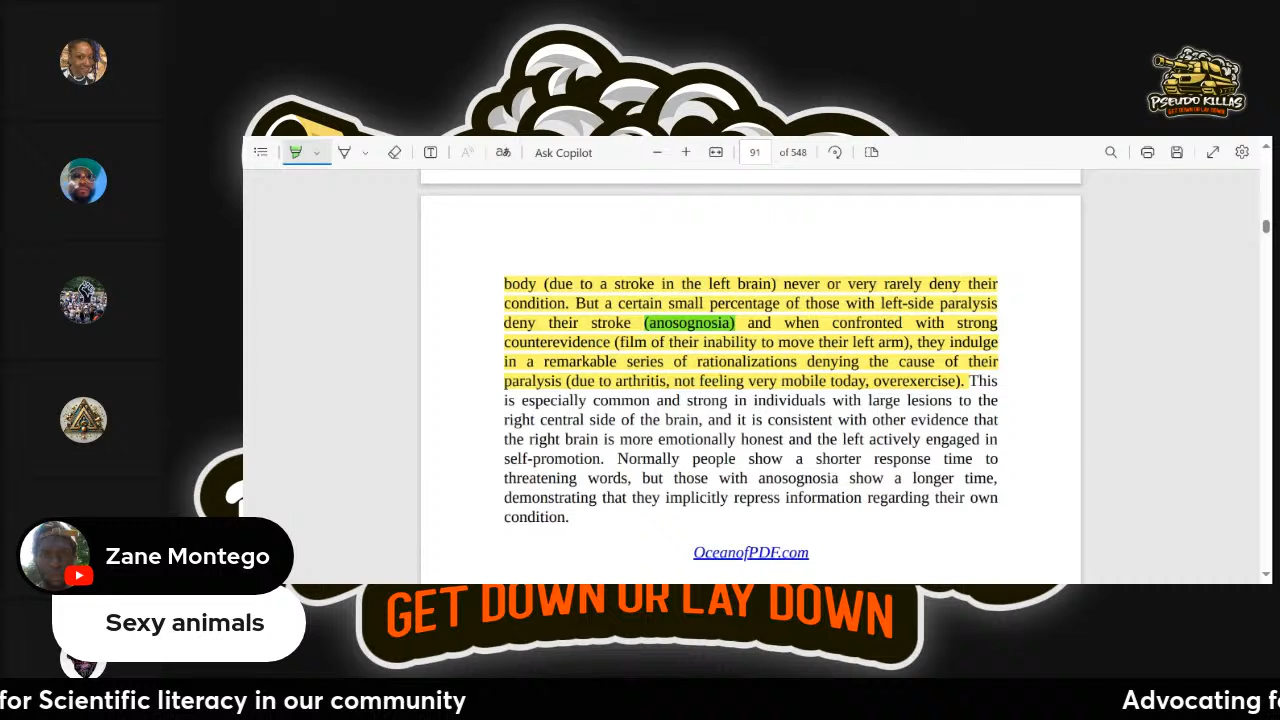 PSEUDO KILLAS
GET DOWN OR LAY DOWN
Ask Copilot
91 of 548
body (due to a stroke in the left brain) never or very rarely deny their
condition. But a certain small percentage of those with left-side paralysis
deny their stroke (anosognosia) and when confronted with strong
counterevidence (film of their inability to move their left arm), they indulge
in a remarkable series of rationalizations denying the cause of their
paralysis (due to arthritis, not feeling very mobile today, overexercise). This
is especially common and strong in individuals with large lesions to the
right central side of the brain, and it is consistent with other evidence that
the right brain is more emotionally honest and the left actively engaged in
self-promotion. Normally people show a shorter response time to
threatening words, but those with anosognosia show a longer time,
demonstrating that they implicitly repress information regarding their own
condition.
OceanofPDF.com
Zane Montego
Sexy animals
GET DOWN OR LAY DOWN
for Scientific literacy in our community
Advocating fo